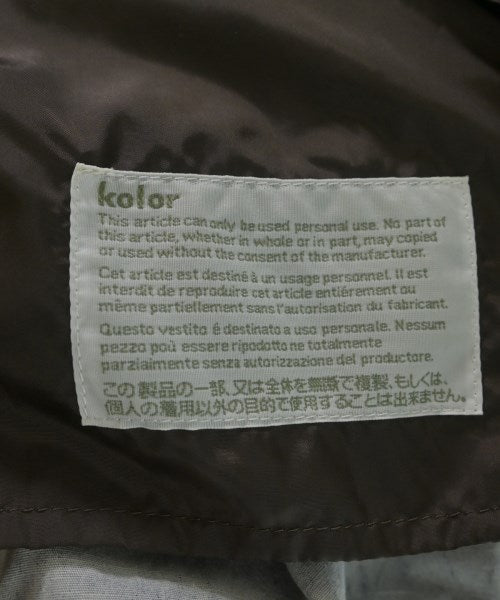 kolor
This article can only be used personal use. No part of
this article, whether in whole or in part, may copied
or used without the consent of the manufacturer.
Cet article est destiné à un usage personnel. Il est
interdit de reproduire cet article entiérement ou
même partiellement sans l'autorisation du fabricant.
Questo vestito é destinato a uso personale. Nessum
pezzo poù essere ripodotto ne totalmente
parzialmente senza autorizzazione del productore.
この製品の一部、又は全体を無断で複製、もしくは、
個人の着用以外の目的で使用することは出来ません。